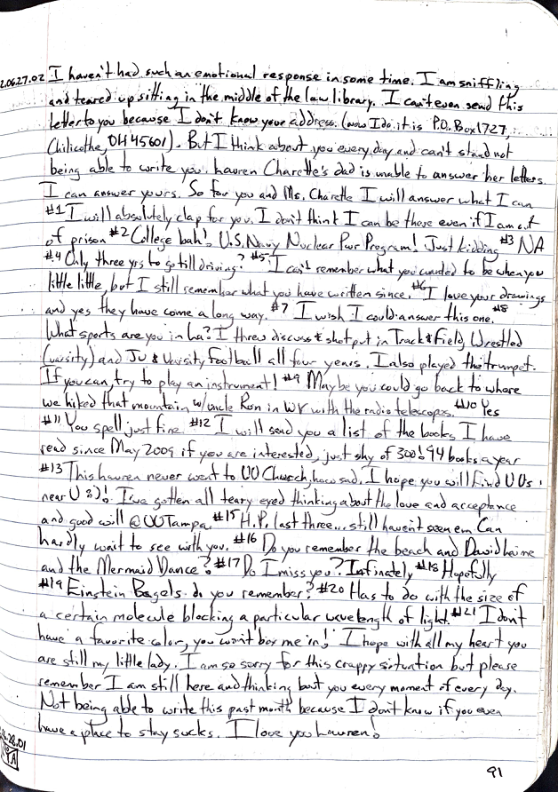 20627.02 I haven't had such an emotional response in some time. I am sniffling
and teared up sitting in the middle of the law library. I can't even send this
letter to you because I don't know your address. (now I do it is P.O. Box 1727
Chilicothe, OH 45601). But I think about you every day and can't stand not
being able to write you. Lauren Charette's dad is unable to answer her letters
I can answer yours. So for you and Ms. Charette I will answer what I can
#1 I will absolutely clap for you. I don't think I can be there even if I am out
of prison #2 College bah! U.S. Navy Nuclear Pwr Program! Just kidding #3 NA
#4 Only three yrs to go till driving? #5 I can't remember what you wanted to be when you
little little, but I still remember what you have written since. #6 I love your drawings
and yes they have come a long way. #7 I wish I could answer this one. #8
What sports are you in ha? I threw discus & shotput in Track & Field, Wrestled
(varsity) and JV & Varsity Football all four years. I also played the trumpet.
If you can, try to play an instrument! #9 Maybe you could go back to where
we hiked that mountain w/ uncle Ron in WV with the radio telescopes. #10 Yes
#11 You spell just fine. #12 I will send you a list of the books I have
read since May 2009 if you are interested, just shy of 300! 94 books a year
#13 This Lauren never went to UU Church, how sad. I hope you will find UUs
near U I've gotten all teary eyed thinking about the love and acceptance
and good will @ UUTampa #15 H.P. last three... still haven't seen em Can
hardly wait to see with you. #16 Do you remember the beach and David
and the Mermaid Dance? #17 Do I miss you? Infinately #18 Hopefully
#19 Einstein Bagels. do you remember? #20 Has to do with the size of
a certain molecule blocking a particular wavelength of light. #21 I don't
have a favorite color, you won't box me in! I hope with all my heart you
are still my little lady. I am so sorry for this crappy situation but please
remember I am still here and thinking bout you every moment of every day.
Not being able to write this past month because I don't know if you even
have a place to stay sucks. I love you Lauren!
91